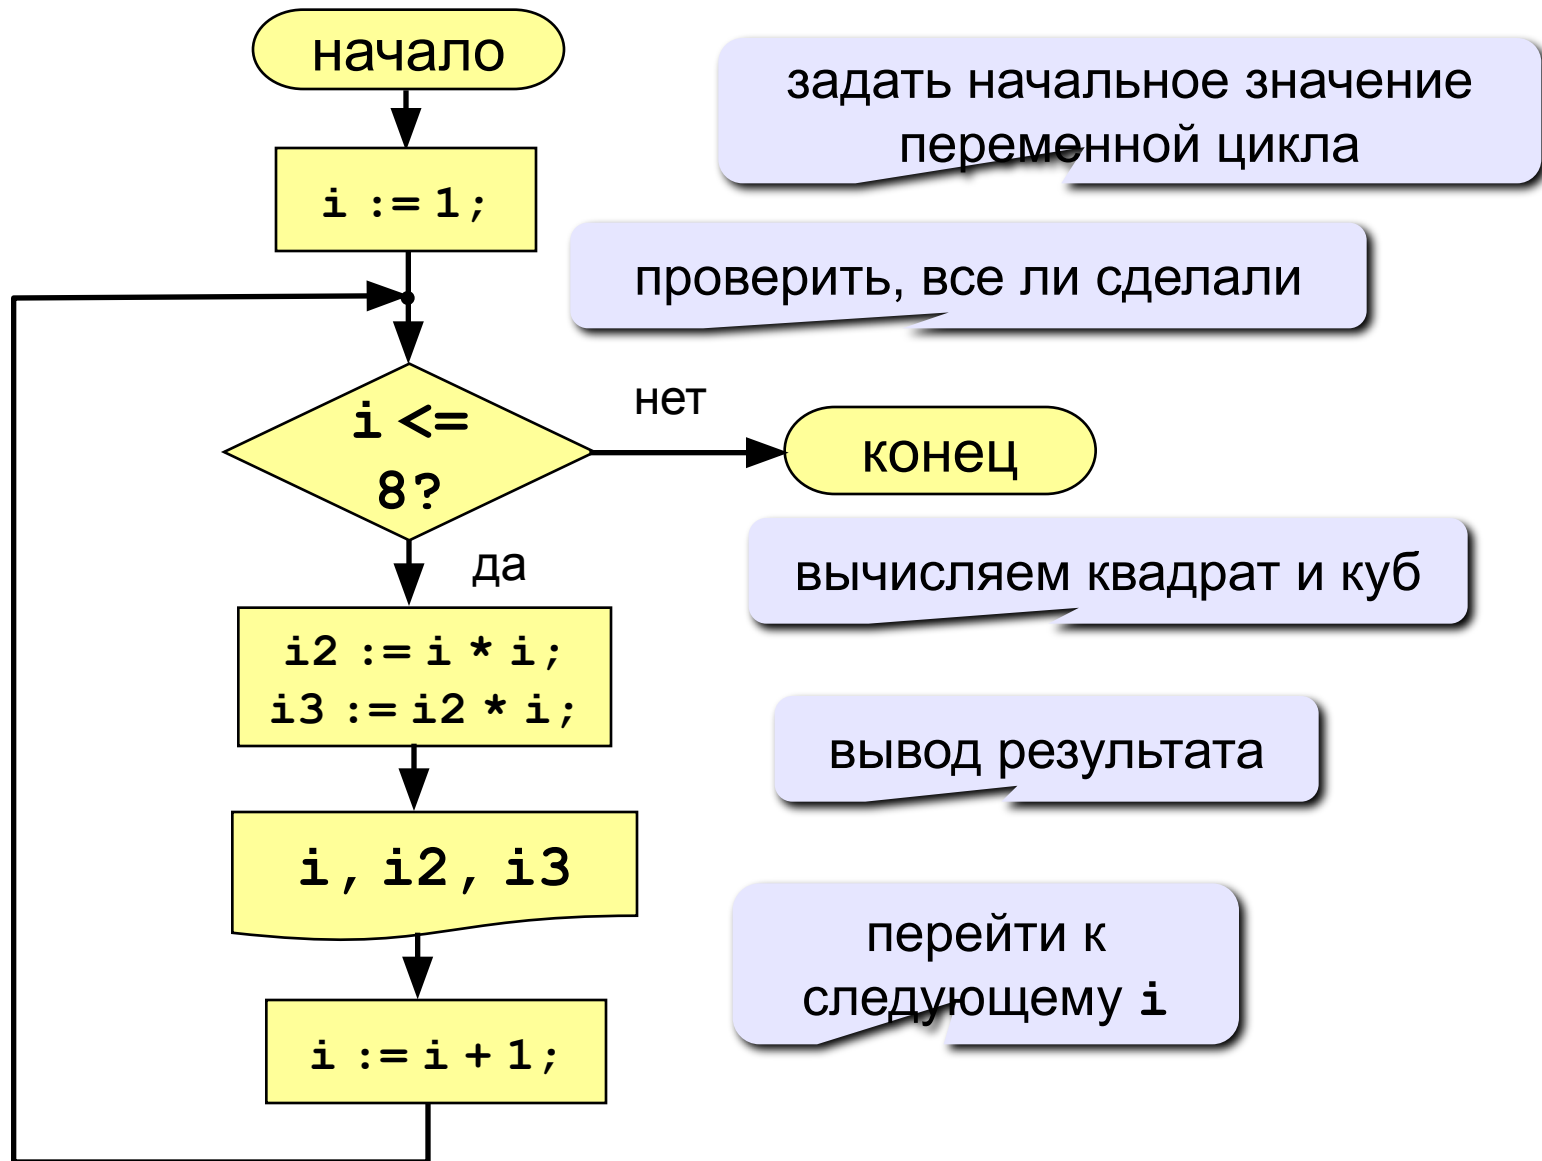 начало
задать начальное значение
переменной цикла
i := 1;
проверить, все ли сделали
i <=
8?
нет
конец
да
вычисляем квадрат и куб
i2 := i * i;
i3 := i2 * i;
вывод результата
i, i2, i3
перейти к
следующему i
i := i + 1;